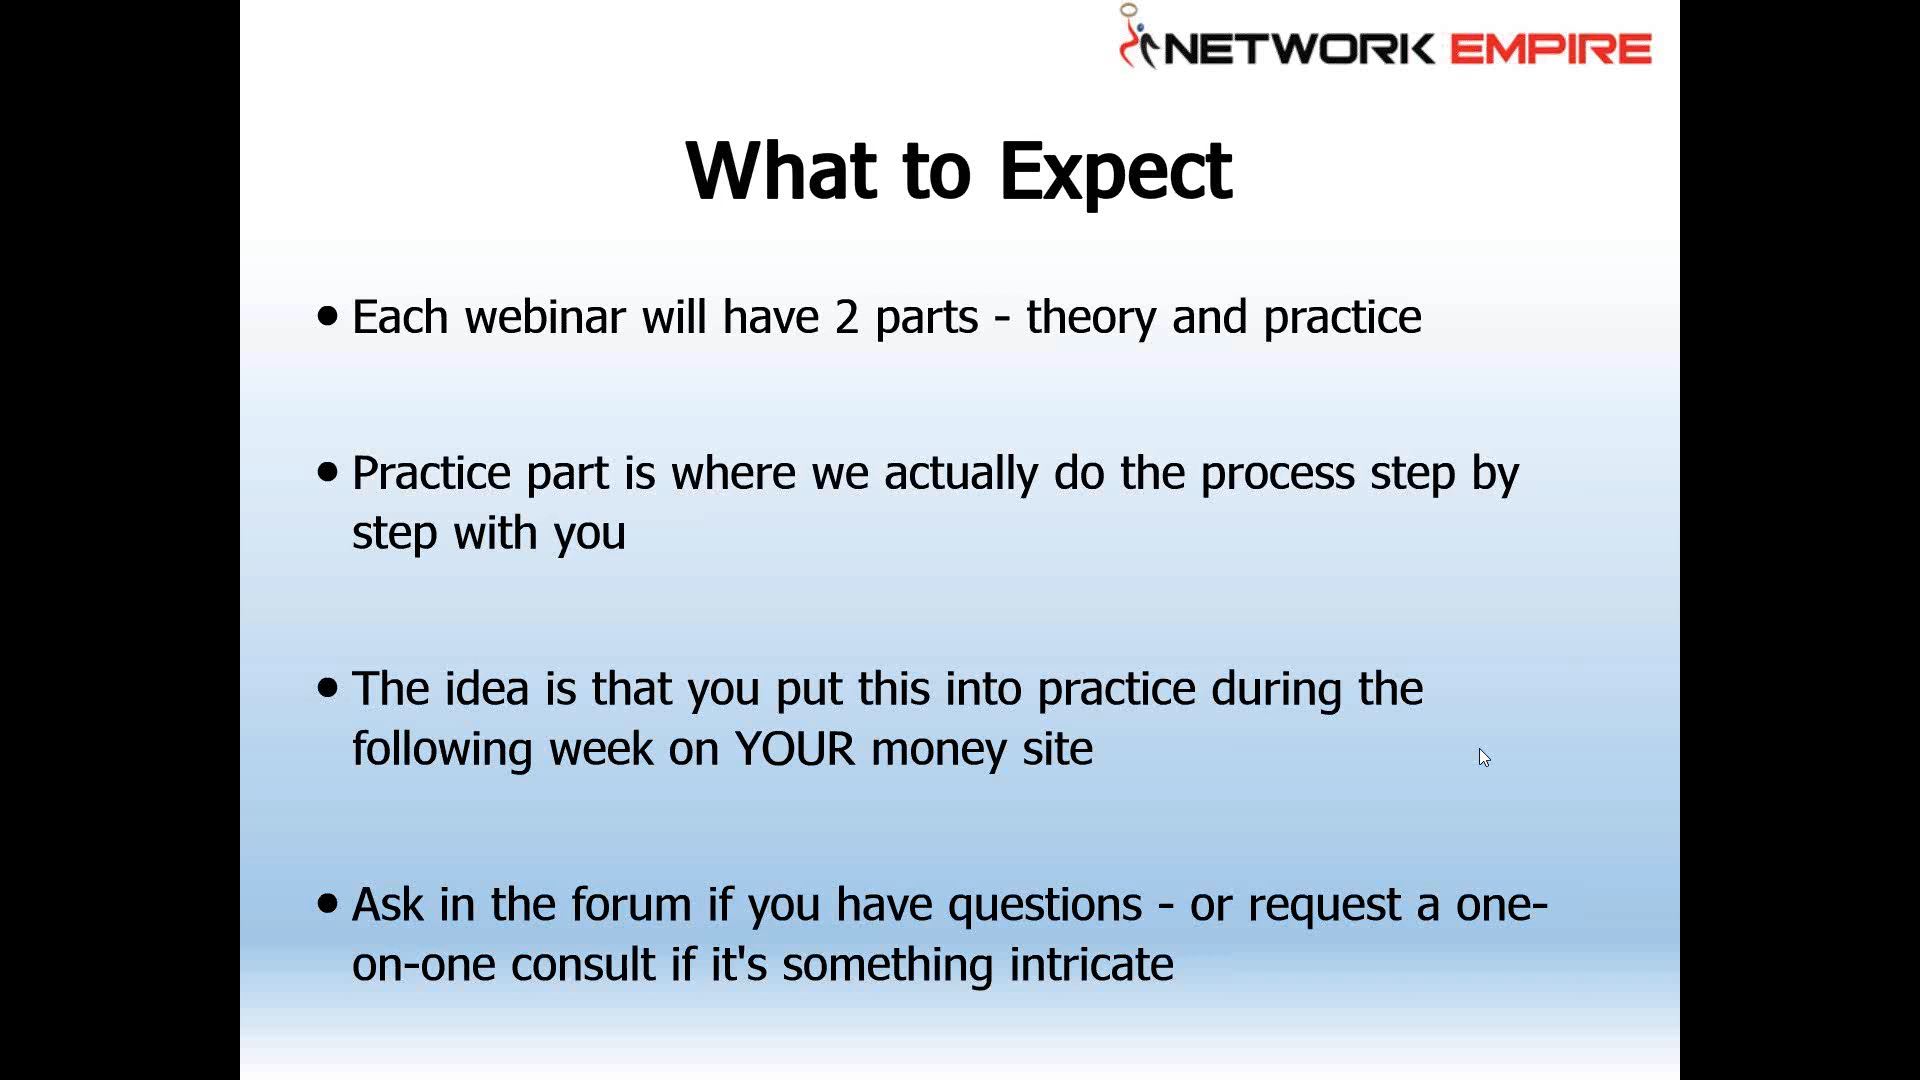 NETWORK EMPIRE
What to Expect
• Each webinar will have 2 parts - theory and practice
• Practice part is where we actually do the process step by
step with you
• The idea is that you put this into practice during the
following week on YOUR money site
• Ask in the forum if you have questions - or request a one-
on-one consult if it's something intricate